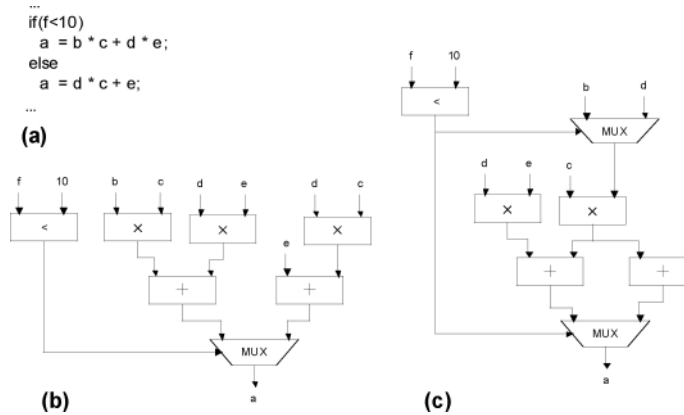 ...
if(f<10)
a = b * c + d * e;
else
a = d * c + e;
...
(a)
f 10
<
b d
MUX
d e c
× ×
+ +
MUX
a
(c)
f 10 b c d e d c
< × × ×
e
+ +
MUX
a
(b)